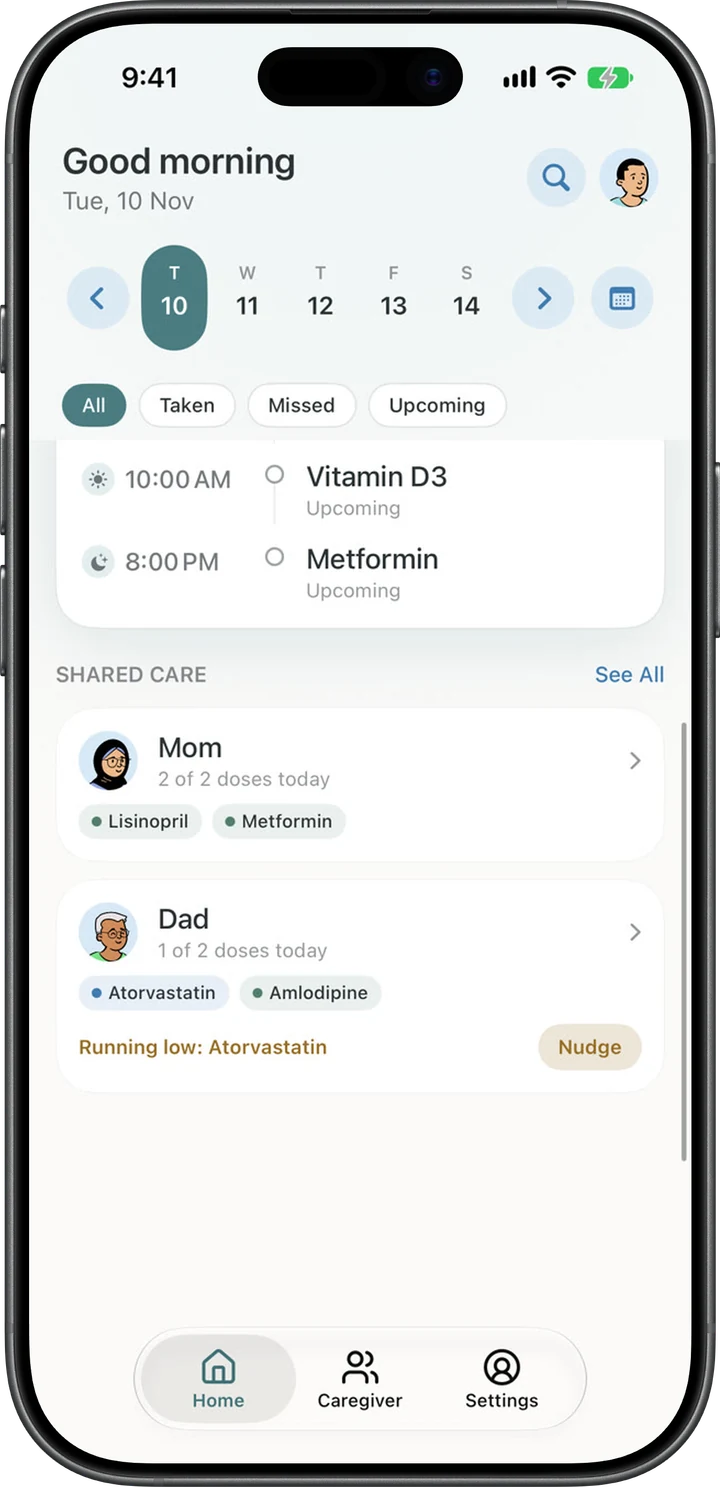 9:41
Good morning
Tue, 10 Nov
T W T F S
10 11 12 13 14
All Taken Missed Upcoming
10:00 AM Vitamin D3
Upcoming
8:00 PM Metformin
Upcoming
SHARED CARE See All
Mom
2 of 2 doses today
Lisinopril Metformin
Dad
1 of 2 doses today
Atorvastatin Amlodipine
Running low: Atorvastatin Nudge
Home Caregiver Settings